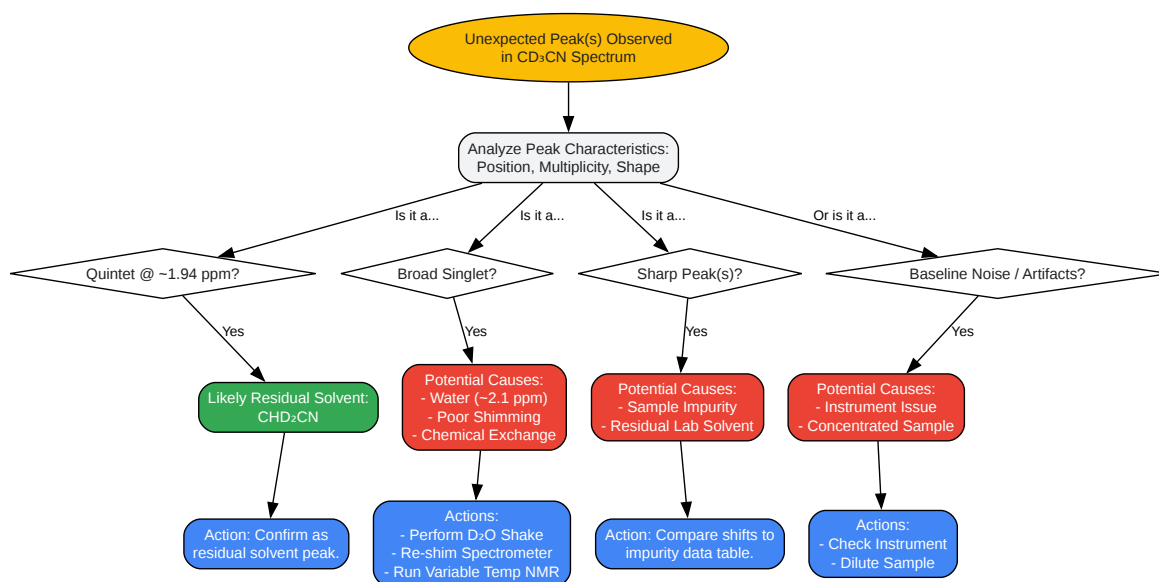 Unexpected Peak(s) Observed
in CD₃CN Spectrum
Analyze Peak Characteristics:
Position, Multiplicity, Shape
Is it a...
Is it a...
Is it a...
Or is it a...
Quintet @ ~1.94 ppm?
Broad Singlet?
Sharp Peak(s)?
Baseline Noise / Artifacts?
Yes
Yes
Yes
Yes
Likely Residual Solvent:
CHD₂CN
Potential Causes:
- Water (~2.1 ppm)
- Poor Shimming
- Chemical Exchange
Potential Causes:
- Sample Impurity
- Residual Lab Solvent
Potential Causes:
- Instrument Issue
- Concentrated Sample
Action: Confirm as
residual solvent peak.
Actions:
- Perform D₂O Shake
- Re-shim Spectrometer
- Run Variable Temp NMR
Action: Compare shifts to
impurity data table.
Actions:
- Check Instrument
- Dilute Sample